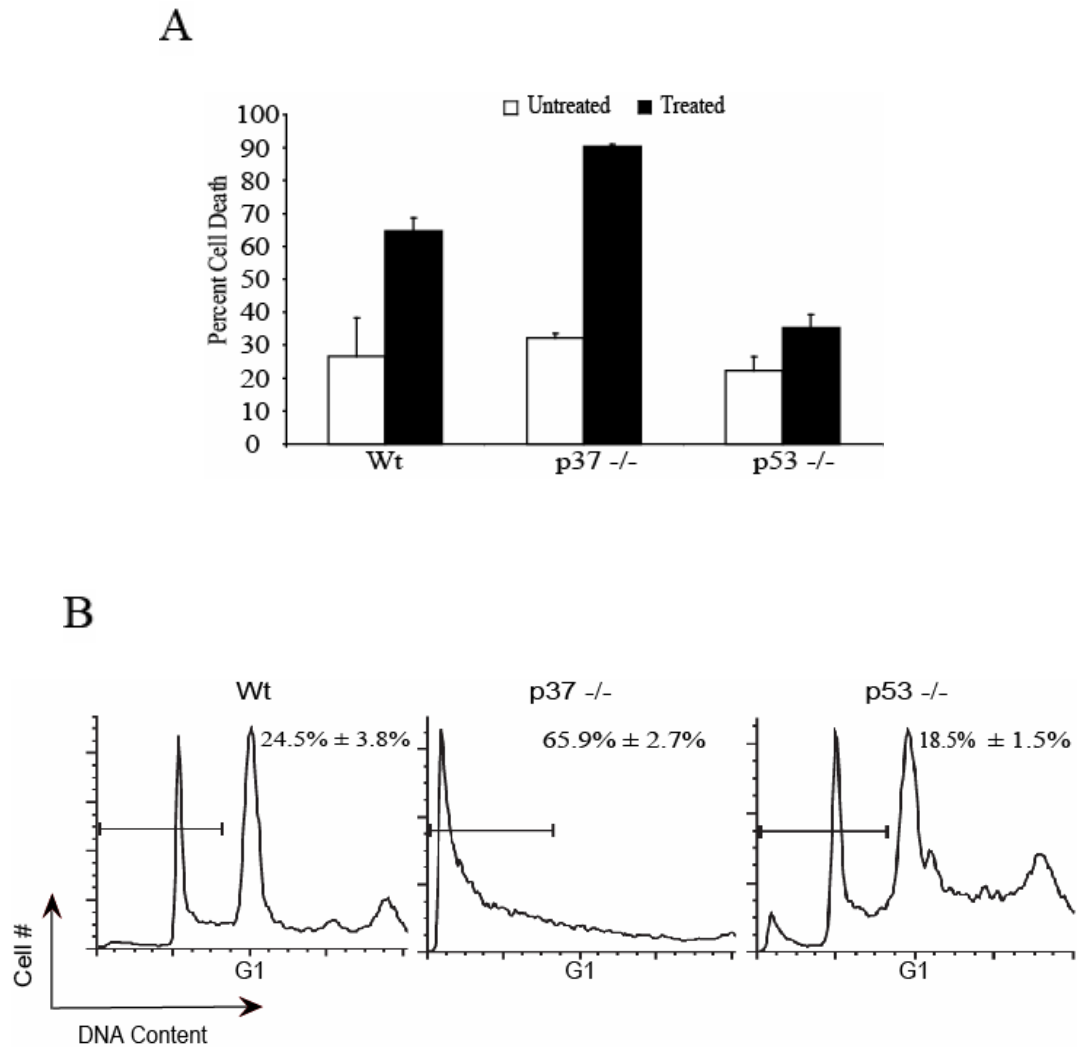 A
Untreated Treated
Percent Cell Death
100
90
80
70
60
50
40
30
20
10
0
Wt p37 -/- p53 -/-
B
Wt p37 -/- p53 -/-
24.5% ± 3.8% 65.9% ± 2.7% 18.5% ± 1.5%
Cell #
G1 G1 G1
DNA Content